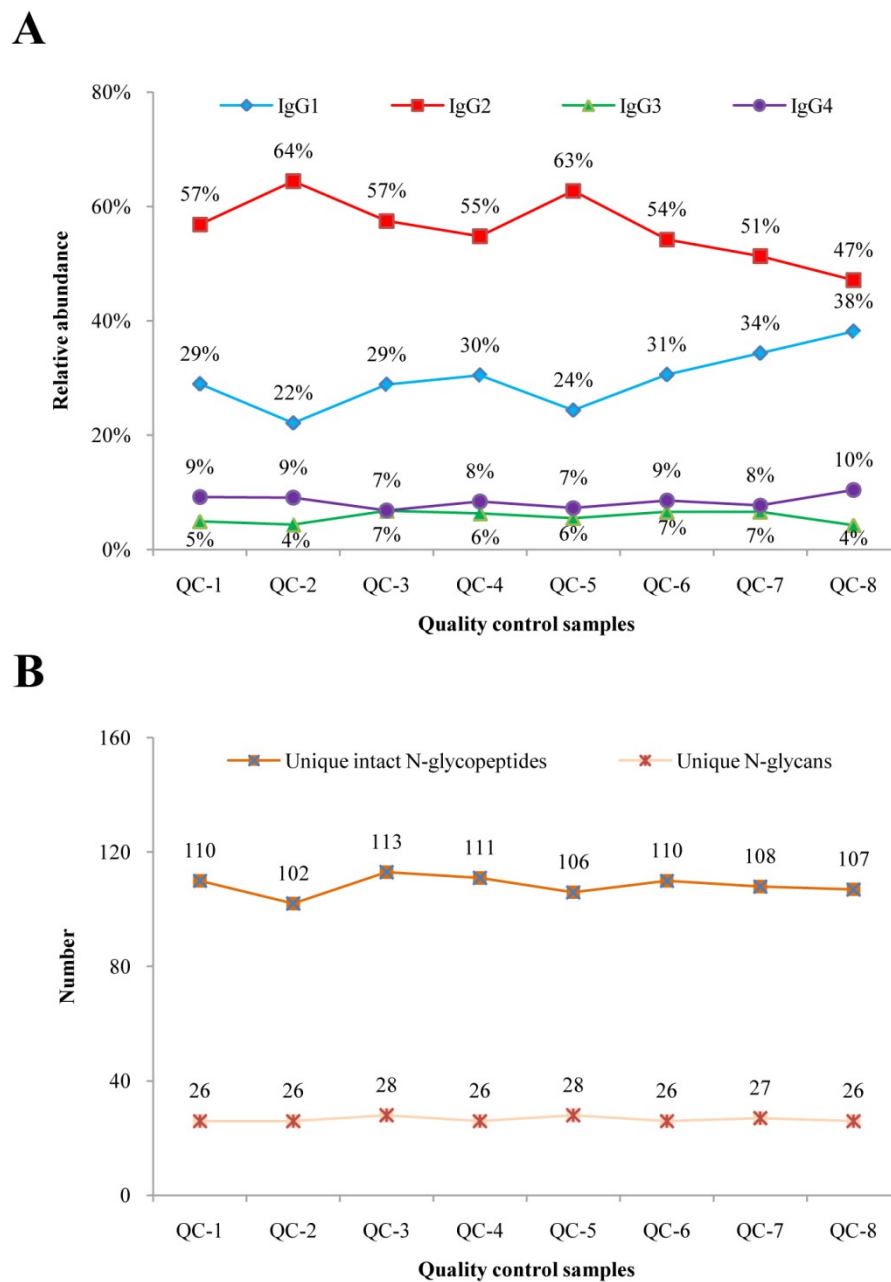 A
80%
60%
40%
20%
0%
Relative abundance
IgG1 IgG2 IgG3 IgG4
57% 64% 57% 55% 63% 54% 51% 47%
29% 22% 29% 30% 24% 31% 34% 38%
9% 9% 7% 8% 7% 9% 8% 10%
5% 4% 7% 6% 6% 7% 7% 4%
QC-1 QC-2 QC-3 QC-4 QC-5 QC-6 QC-7 QC-8
Quality control samples
B
160
120
80
40
0
Number
Unique intact N-glycopeptides Unique N-glycans
110 102 113 111 106 110 108 107
26 26 28 26 28 26 27 26
QC-1 QC-2 QC-3 QC-4 QC-5 QC-6 QC-7 QC-8
Quality control samples